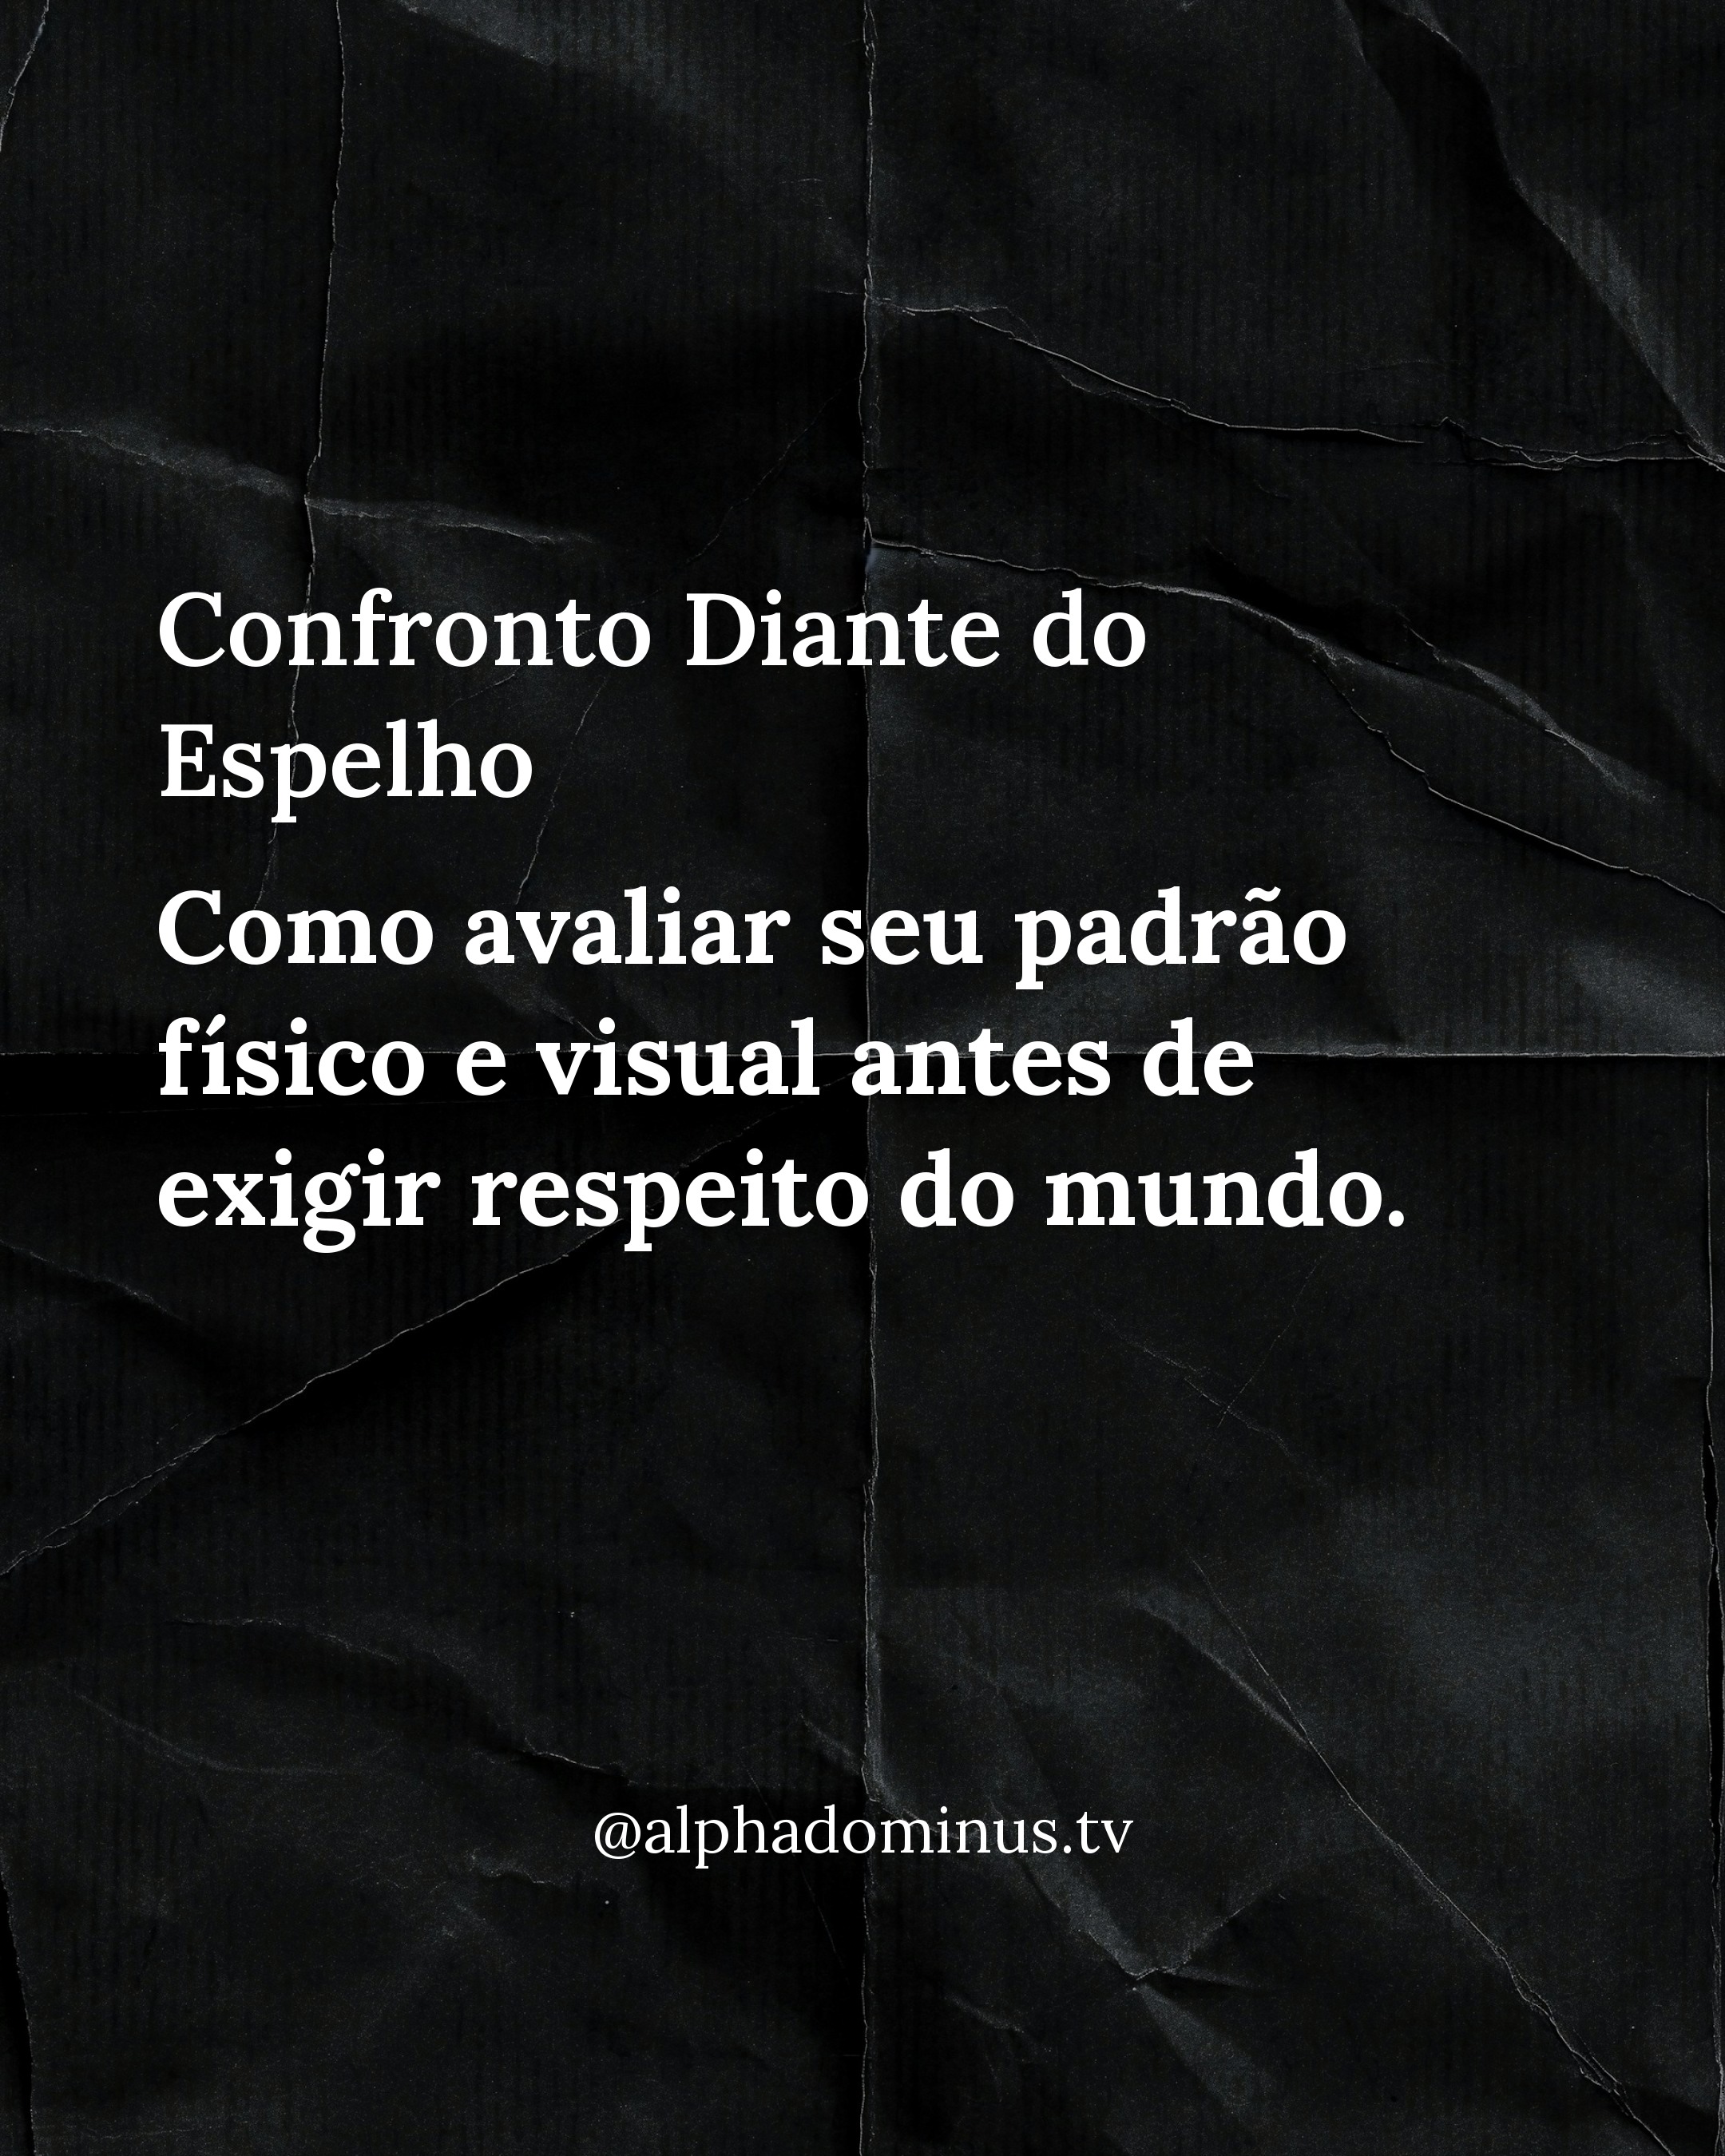 Confronto Diante do
Espelho
Como avaliar seu padrão
físico e visual antes de
exigir respeito do mundo.
@alphadominus.tv